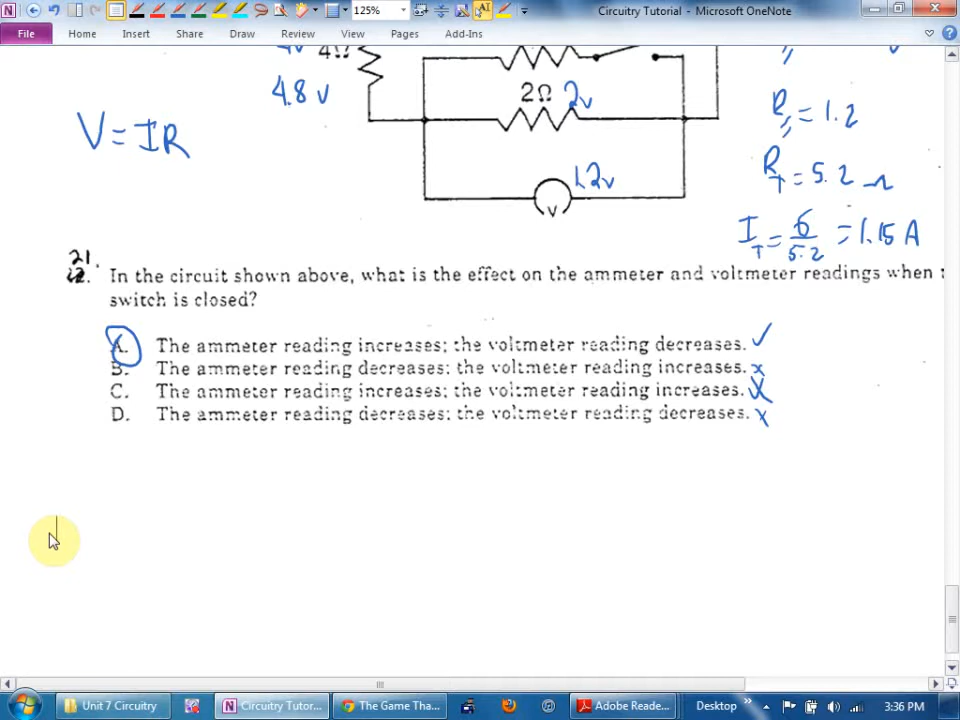 125%
Circuitry Tutorial - Microsoft OneNote
File Home Insert Share Draw Review View Pages Add-Ins
4Ω
4.8 V
2Ω 2v
R∥ = 1.2
V = IR
RT = 5.2 Ω
1.2v
V
IT = 6/5.2 = 1.15 A
21.
12. In the circuit shown above, what is the effect on the ammeter and voltmeter readings when
switch is closed?
A. The ammeter reading increases; the voltmeter reading decreases. ✓
B. The ammeter reading decreases; the voltmeter reading increases. x
C. The ammeter reading increases; the voltmeter reading increases. x
D. The ammeter reading decreases; the voltmeter reading decreases. x
Unit 7 Circuitry Circuitry Tutor... The Game Tha... Adobe Reade... Desktop » 3:36 PM